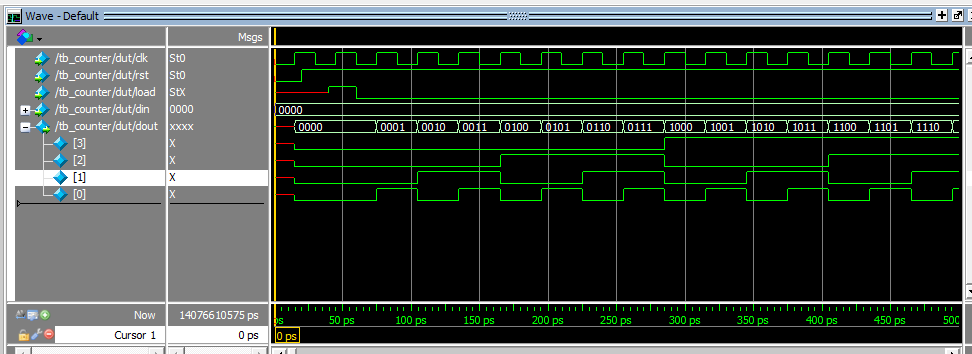 Wave - Default
Msgs
/tb_counter/dut/clk St0
/tb_counter/dut/rst St0
/tb_counter/dut/load StX
/tb_counter/dut/din 0000 0000
/tb_counter/dut/dout xxxx 0000 0001 0010 0011 0100 0101 0110 0111 1000 1001 1010 1011 1100 1101 1110
[3] X
[2] X
[1] X
[0] X
Now 14076610575 ps ps 50 ps 100 ps 150 ps 200 ps 250 ps 300 ps 350 ps 400 ps 450 ps 500
Cursor 1 0 ps 0 ps